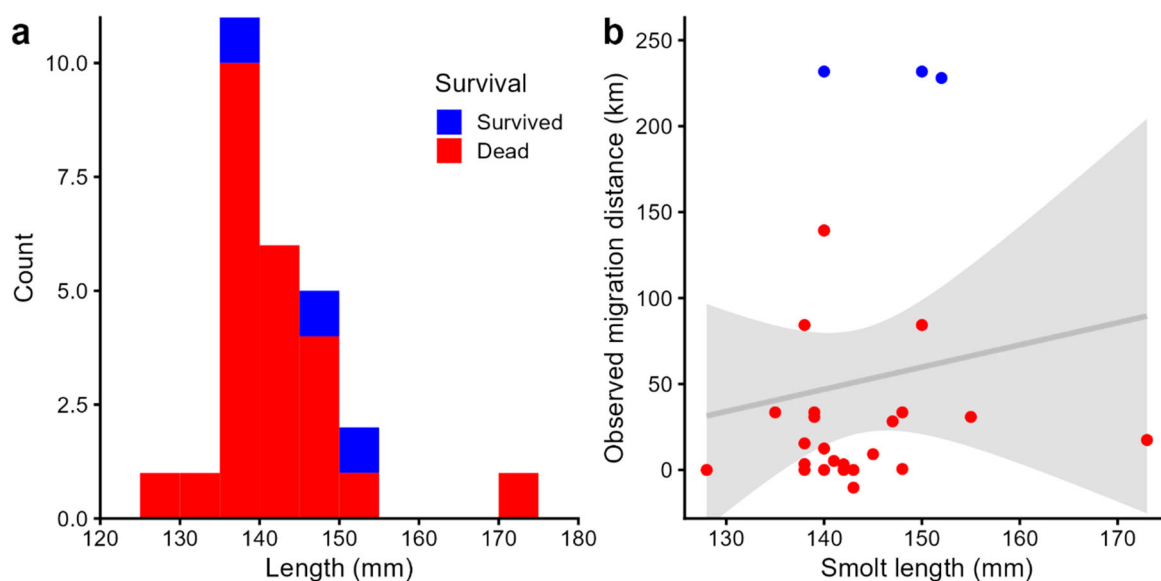 a
Count
10.0
7.5
5.0
2.5
0.0
120 130 140 150 160 170 180
Length (mm)
Survival
Survived
Dead
b
Observed migration distance (km)
250
200
150
100
50
0
130 140 150 160 170
Smolt length (mm)